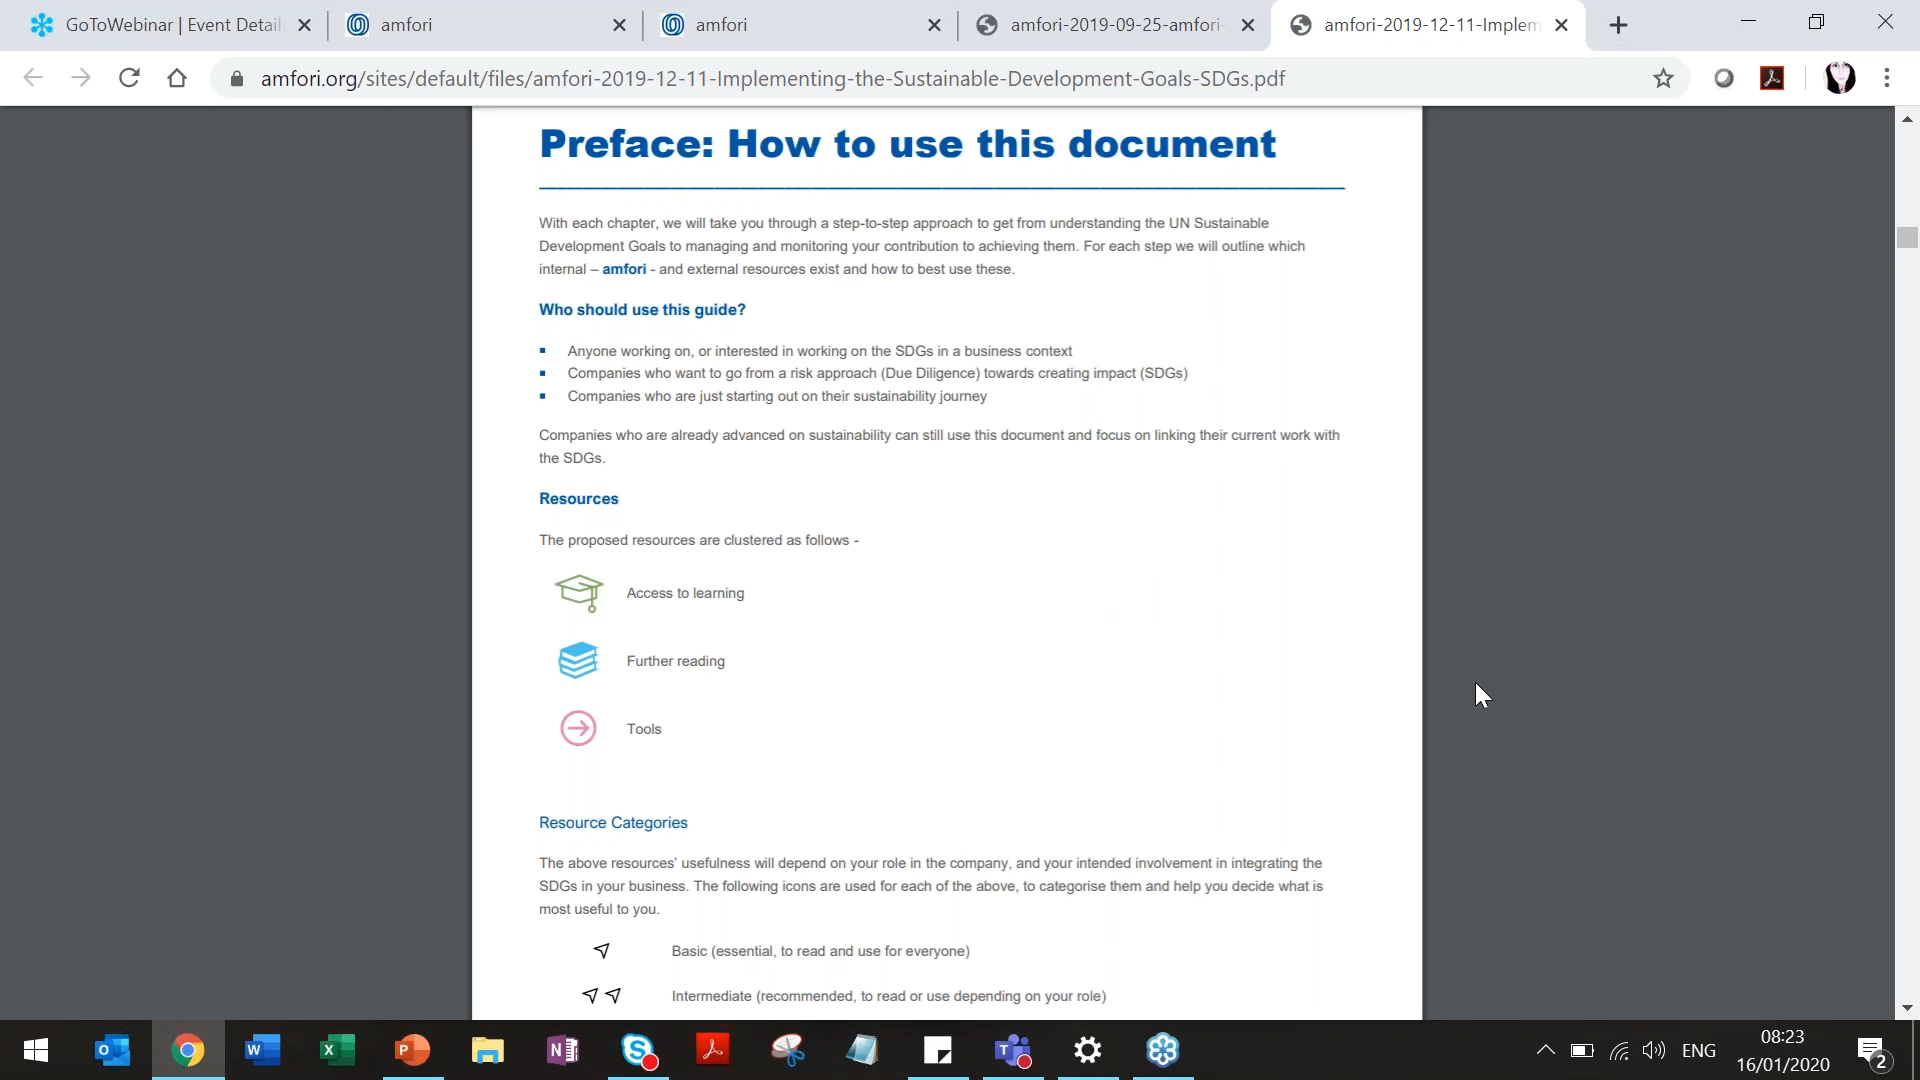 GoToWebinar | Event Detail
amfori
amfori
amfori-2019-09-25-amfori-
amfori-2019-12-11-Implem
amfori.org/sites/default/files/amfori-2019-12-11-Implementing-the-Sustainable-Development-Goals-SDGs.pdf
Preface: How to use this document
With each chapter, we will take you through a step-to-step approach to get from understanding the UN Sustainable
Development Goals to managing and monitoring your contribution to achieving them. For each step we will outline which
internal – amfori - and external resources exist and how to best use these.
Who should use this guide?
▪ Anyone working on, or interested in working on the SDGs in a business context
▪ Companies who want to go from a risk approach (Due Diligence) towards creating impact (SDGs)
▪ Companies who are just starting out on their sustainability journey
Companies who are already advanced on sustainability can still use this document and focus on linking their current work with
the SDGs.
Resources
The proposed resources are clustered as follows -
Access to learning
Further reading
Tools
Resource Categories
The above resources' usefulness will depend on your role in the company, and your intended involvement in integrating the
SDGs in your business. The following icons are used for each of the above, to categorise them and help you decide what is
most useful to you.
Basic (essential, to read and use for everyone)
Intermediate (recommended, to read or use depending on your role)
ENG
08:23
16/01/2020
2